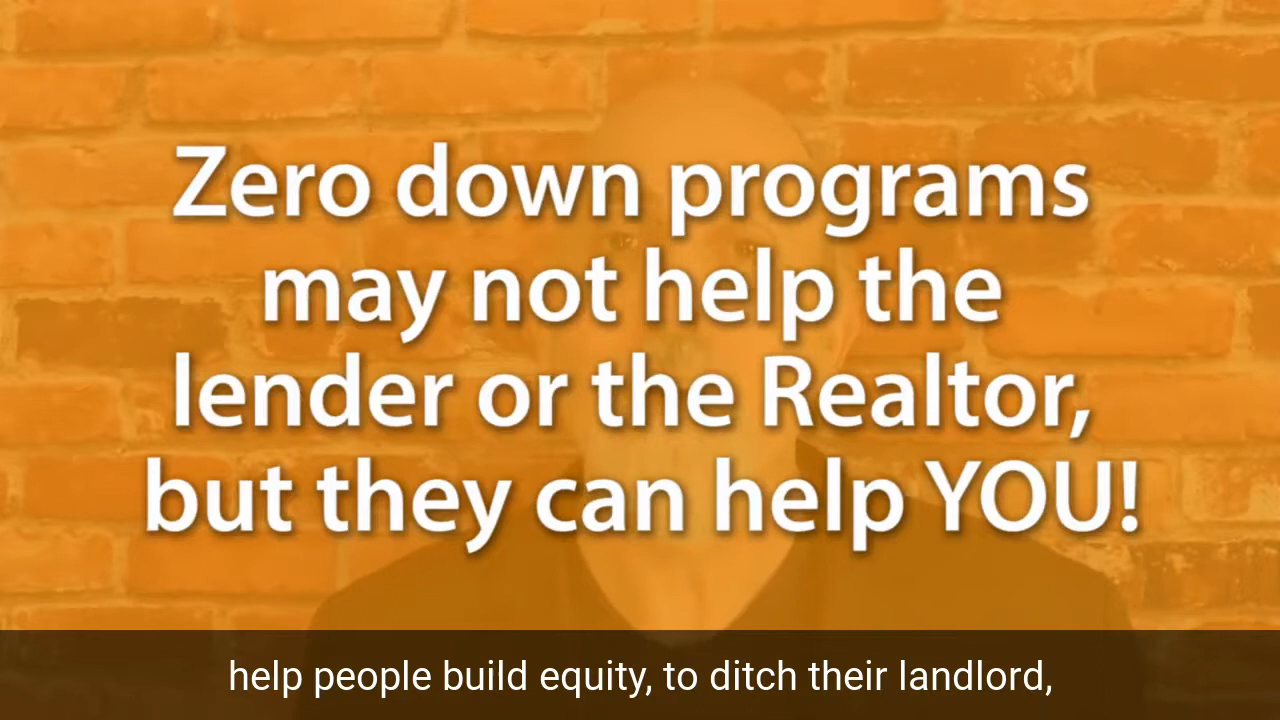 Zero down programs
may not help the
lender or the Realtor,
but they can help YOU!
help people build equity, to ditch their landlord,